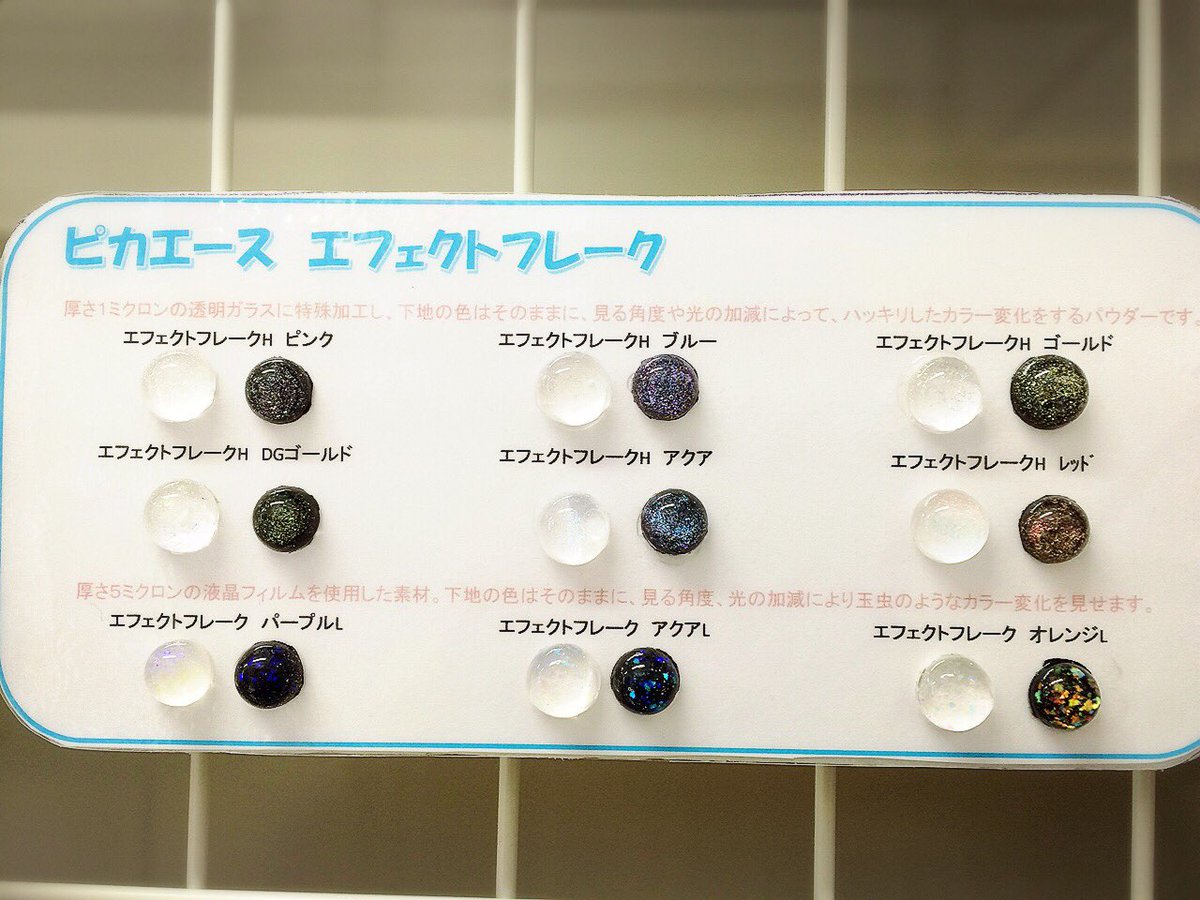 ピカエース エフェクトフレーク
厚さ1ミクロンの透明ガラスに特殊加工し、下地の色はそのままに、見る角度や光の加減によって、ハッキリしたカラー変化をするパウダーです。
エフェクトフレークH ピンク エフェクトフレークH ブルー エフェクトフレークH ゴールド
エフェクトフレークH DGゴールド エフェクトフレークH アクア エフェクトフレークH ﾚｯﾄﾞ
厚さ5ミクロンの液晶フィルムを使用した素材。下地の色はそのままに、見る角度、光の加減により玉虫のようなカラー変化を見せます。
エフェクトフレーク パープルL エフェクトフレーク アクアL エフェクトフレーク オレンジL